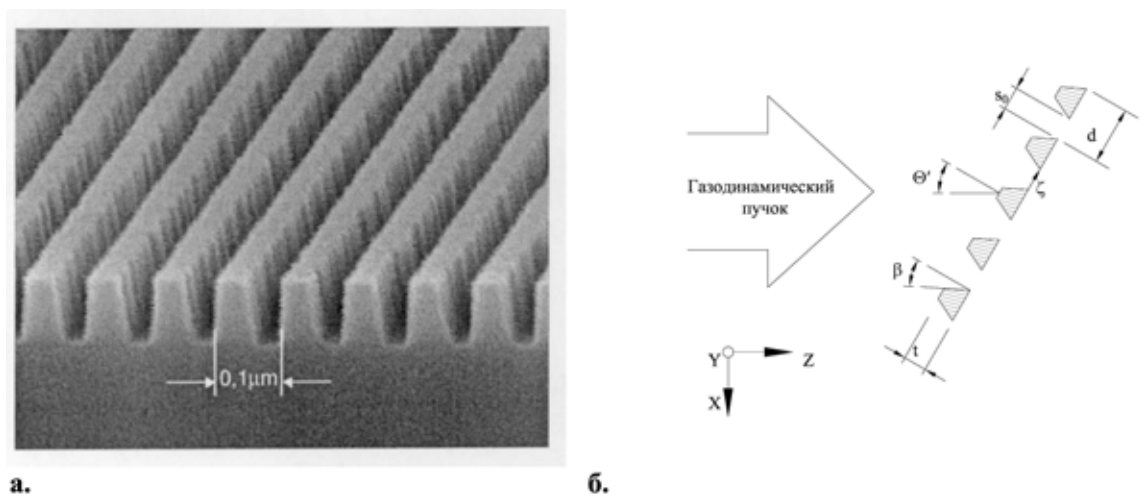 0,1µm
а.
Газодинамический
пучок
s₀
d
Θ'
ζ
β
t
Y
Z
X
б.